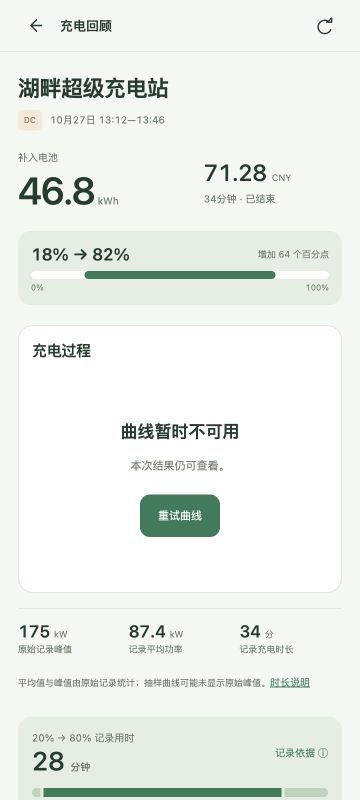 充电回顾
湖畔超级充电站
DC 10月27日 13:12—13:46
补入电池
46.8 kWh
71.28 CNY
34分钟 · 已结束
18% → 82%
增加 64 个百分点
0% 100%
充电过程
曲线暂时不可用
本次结果仍可查看。
重试曲线
175 kW
原始记录峰值
87.4 kW
记录平均功率
34 分
记录充电时长
平均值与峰值由原始记录统计；抽样曲线可能未显示原始峰值。 时长说明
20% → 80% 记录用时
28 分钟
记录依据 ⓘ